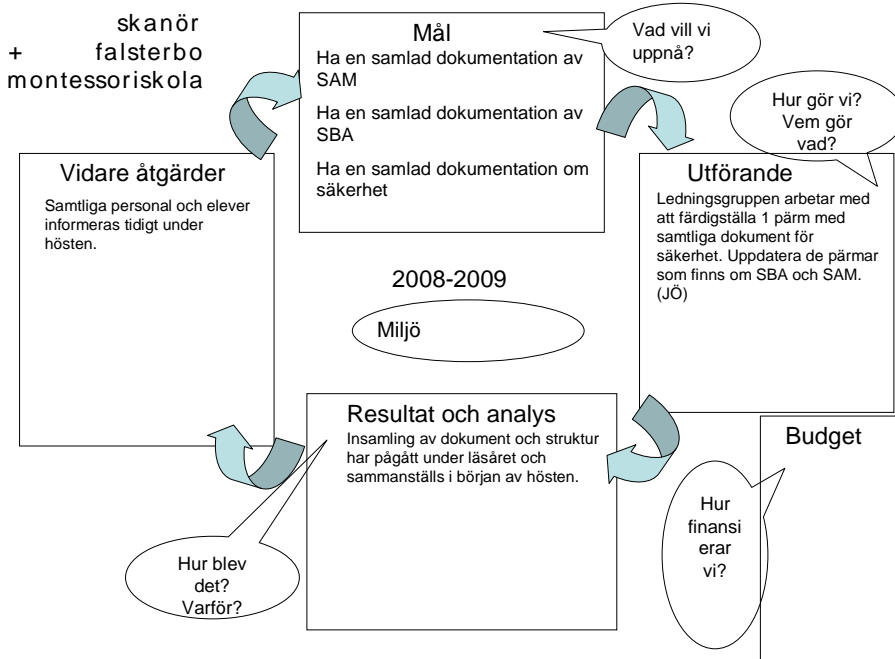 skanör
+ falsterbo
montessoriskola
Mål
Ha en samlad dokumentation av
SAM
Ha en samlad dokumentation av
SBA
Ha en samlad dokumentation om
säkerhet
Vad vill vi
uppnå?
Hur gör vi?
Vem gör
vad?
Vidare åtgärder
Samtliga personal och elever
informeras tidigt under
hösten.
Utförande
Ledningsgruppen arbetar med
att färdigställa 1 pärm med
samtliga dokument för
säkerhet. Uppdatera de pärmar
som finns om SBA och SAM.
(JÖ)
2008-2009
Miljö
Resultat och analys
Insamling av dokument och struktur
har pågått under läsåret och
sammanställs i början av hösten.
Hur blev
det?
Varför?
Budget
Hur
finansi
erar
vi?